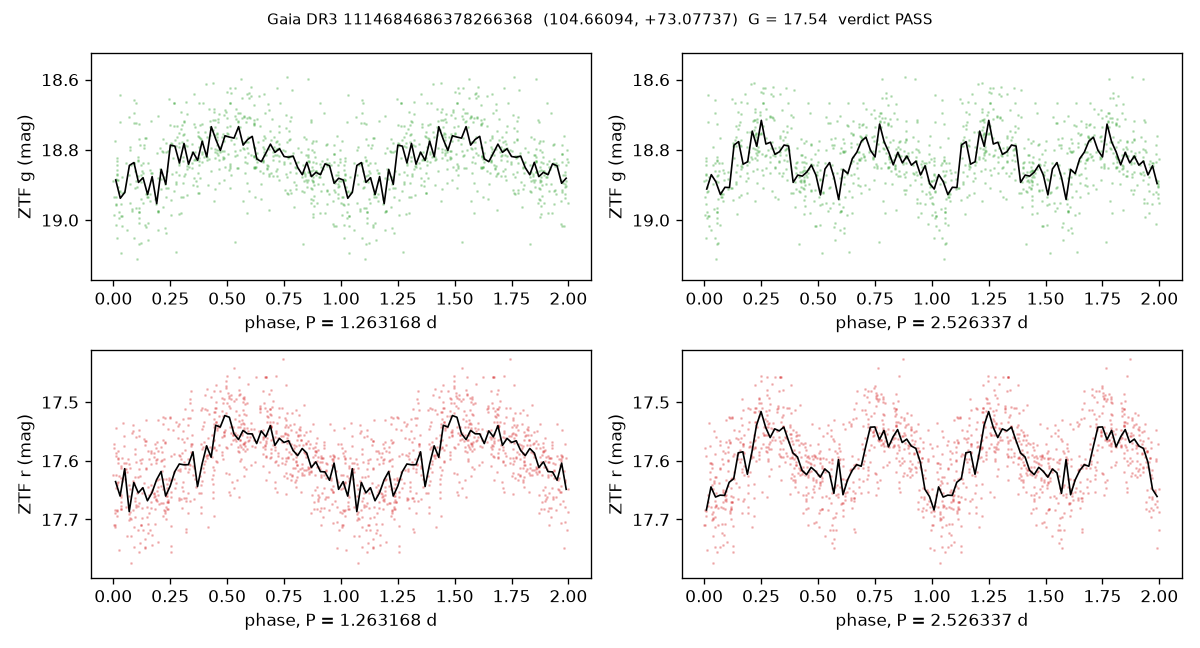 Gaia DR3 1114684686378266368  (104.66094, +73.07737)  G = 17.54  verdict PASS
ZTF g (mag)
18.6
18.8
19.0
0.00 0.25 0.50 0.75 1.00 1.25 1.50 1.75 2.00
phase, P = 1.263168 d
ZTF g (mag)
18.6
18.8
19.0
0.00 0.25 0.50 0.75 1.00 1.25 1.50 1.75 2.00
phase, P = 2.526337 d
ZTF r (mag)
17.5
17.6
17.7
0.00 0.25 0.50 0.75 1.00 1.25 1.50 1.75 2.00
phase, P = 1.263168 d
ZTF r (mag)
17.5
17.6
17.7
0.00 0.25 0.50 0.75 1.00 1.25 1.50 1.75 2.00
phase, P = 2.526337 d